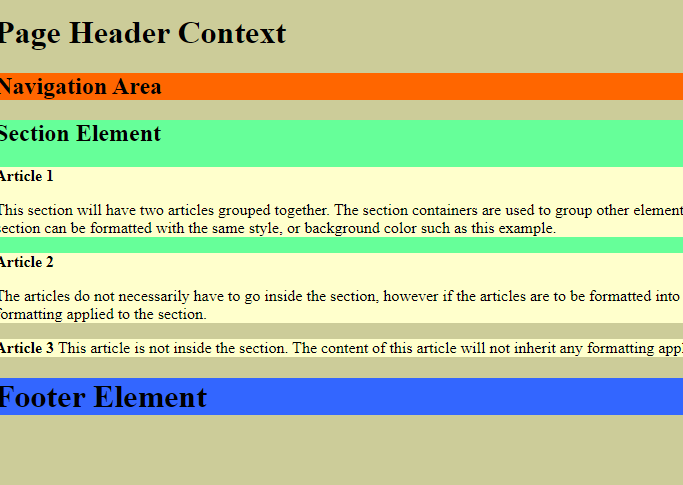 Page Header Context
Navigation Area
Section Element
Article 1
This section will have two articles grouped together. The section containers are used to group other element
section can be formatted with the same style, or background color such as this example.
Article 2
The articles do not necessarily have to go inside the section, however if the articles are to be formatted into
formatting applied to the section.
Article 3 This article is not inside the section. The content of this article will not inherit any formatting appl
Footer Element